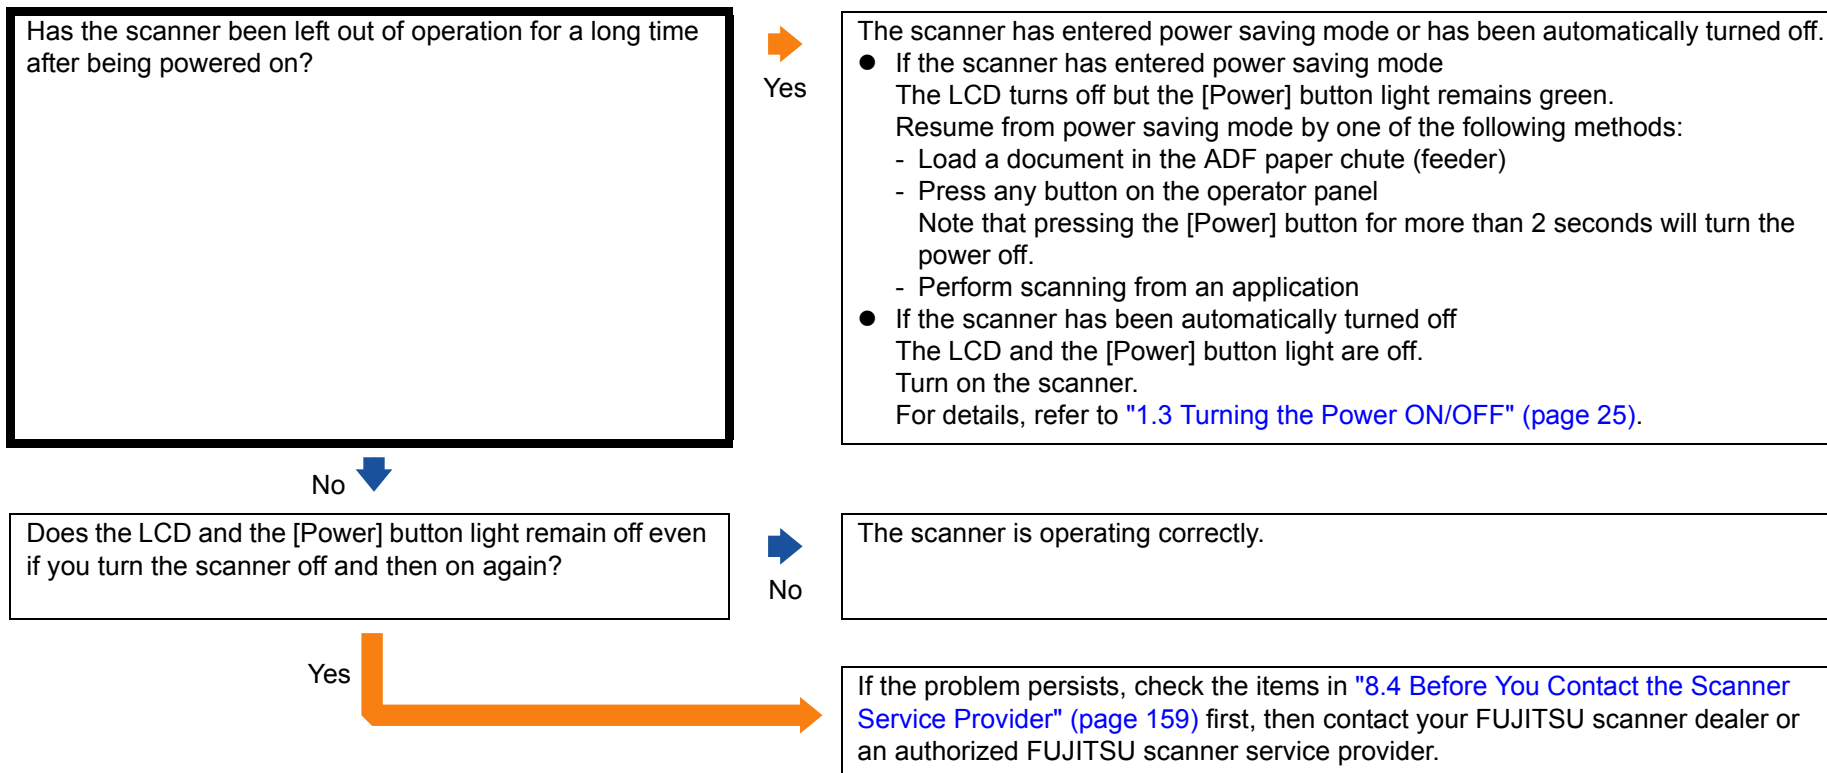 Has the scanner been left out of operation for a long time
after being powered on?
Yes
The scanner has entered power saving mode or has been automatically turned off.
● If the scanner has entered power saving mode
The LCD turns off but the [Power] button light remains green.
Resume from power saving mode by one of the following methods:
- Load a document in the ADF paper chute (feeder)
- Press any button on the operator panel
Note that pressing the [Power] button for more than 2 seconds will turn the
power off.
- Perform scanning from an application
● If the scanner has been automatically turned off
The LCD and the [Power] button light are off.
Turn on the scanner.
For details, refer to "1.3 Turning the Power ON/OFF" (page 25).
No
Does the LCD and the [Power] button light remain off even
if you turn the scanner off and then on again?
No
The scanner is operating correctly.
Yes
If the problem persists, check the items in "8.4 Before You Contact the Scanner
Service Provider" (page 159) first, then contact your FUJITSU scanner dealer or
an authorized FUJITSU scanner service provider.